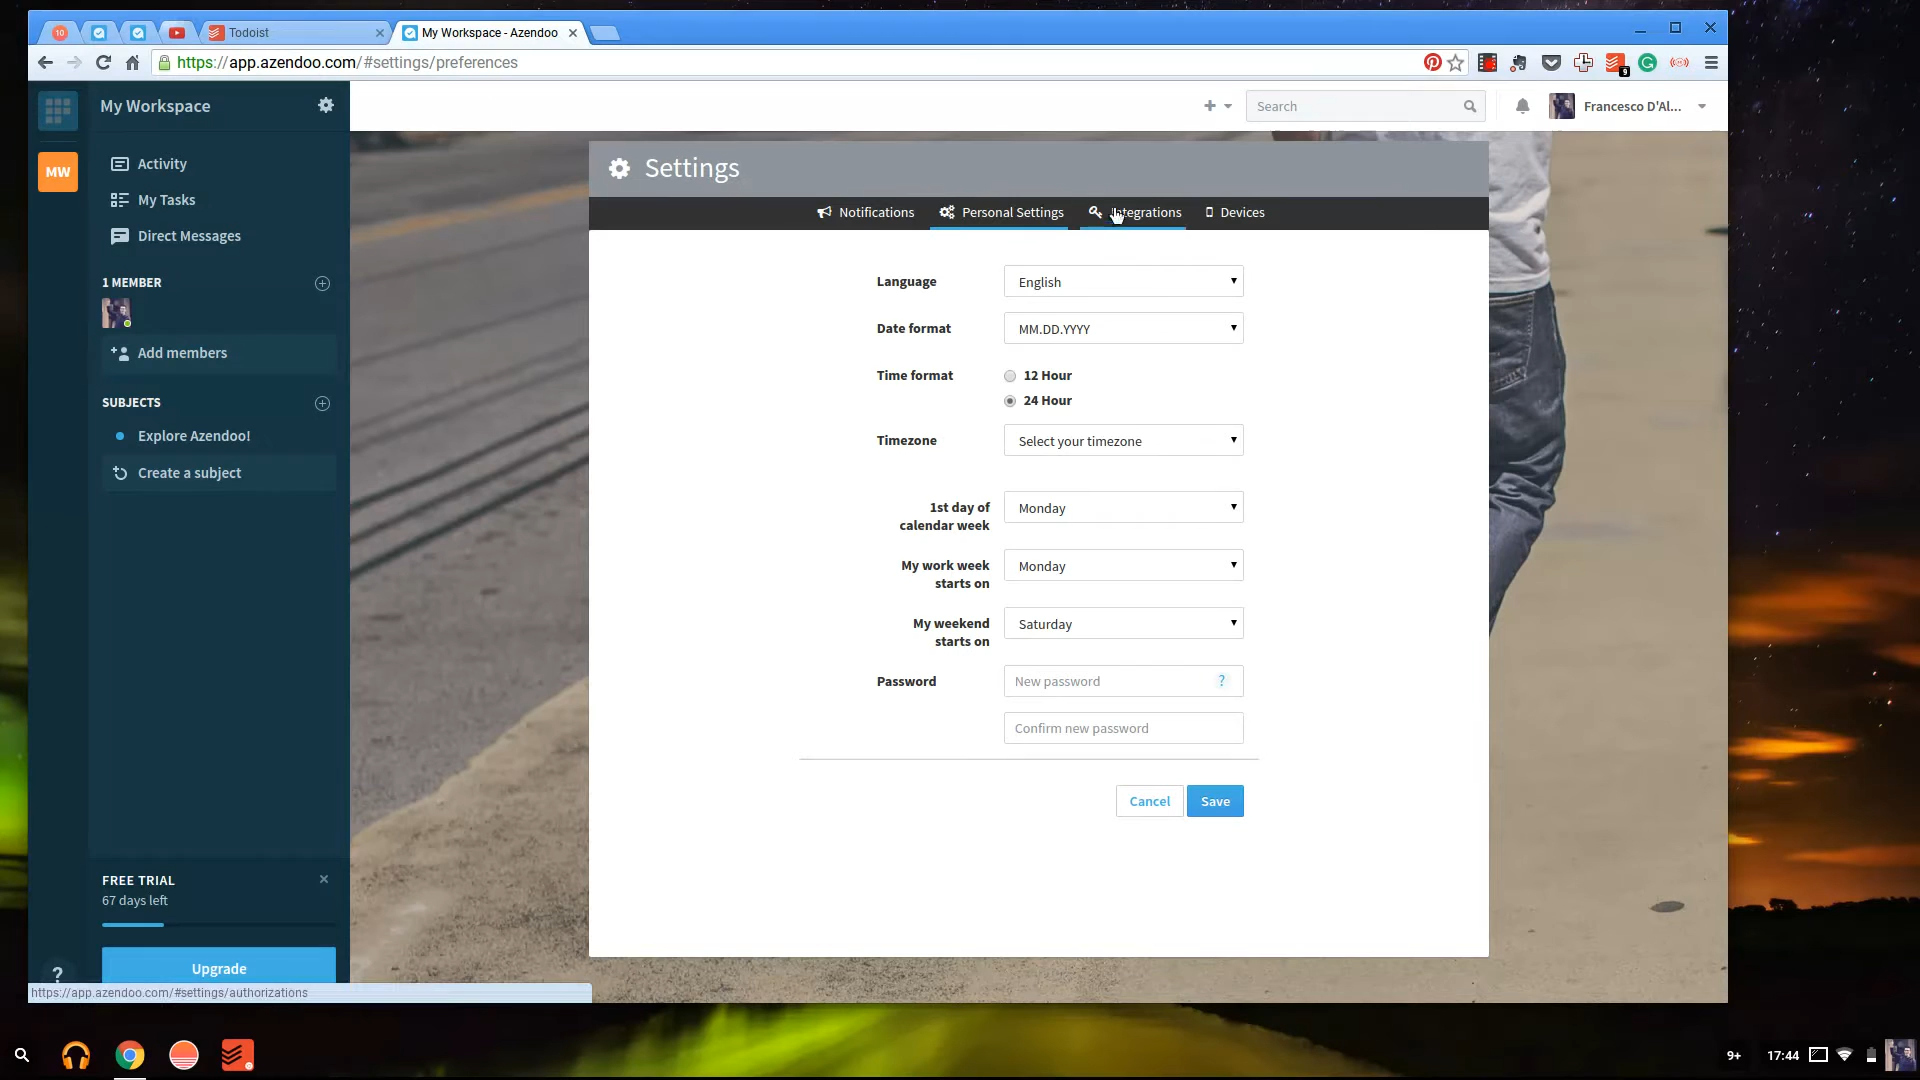 10
Todoist
My Workspace - Azendoo
https://app.azendoo.com/#settings/preferences
9
My Workspace
Search
Francesco D'Al...
MW
Activity
My Tasks
Direct Messages
1 MEMBER
Add members
SUBJECTS
Explore Azendoo!
Create a subject
FREE TRIAL
67 days left
Upgrade
?
https://app.azendoo.com/#settings/authorizations
Settings
Notifications
Personal Settings
Integrations
Devices
Language
English
Date format
MM.DD.YYYY
Time format
12 Hour
24 Hour
Timezone
Select your timezone
1st day of
calendar week
Monday
My work week
starts on
Monday
My weekend
starts on
Saturday
Password
New password
?
Confirm new password
Cancel
Save
9+
17:44